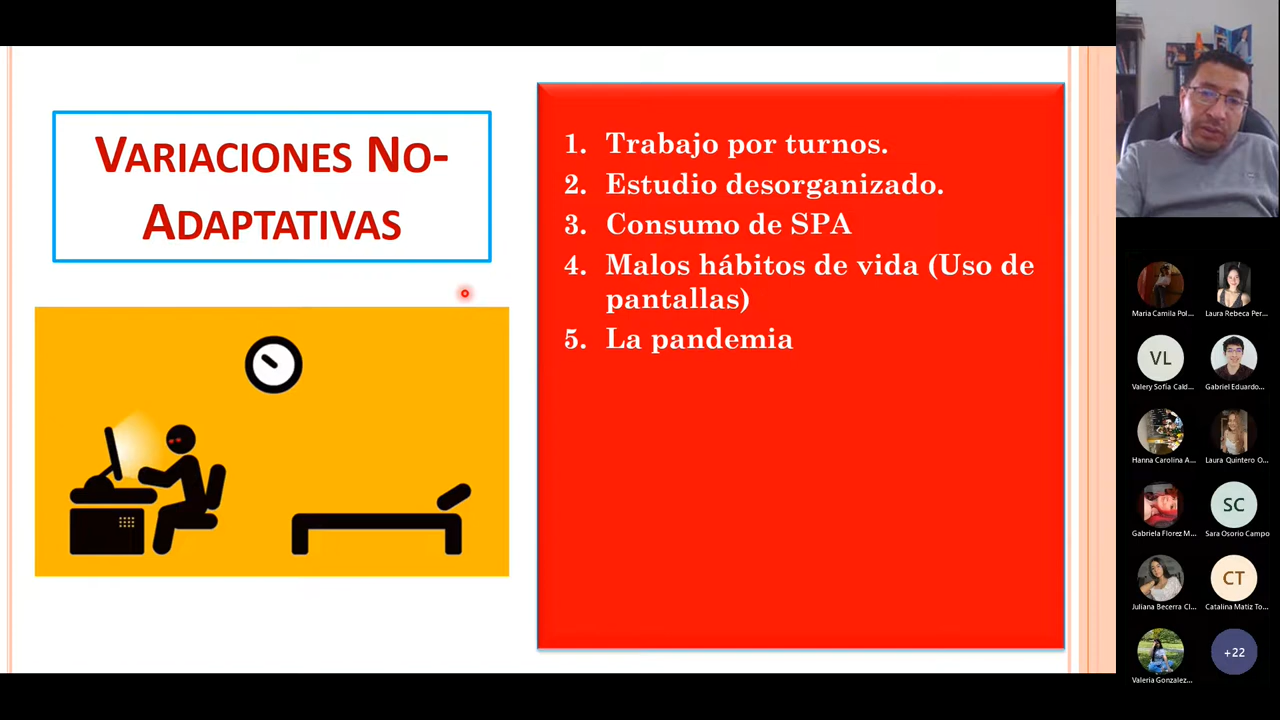 VARIACIONES NO-
ADAPTATIVAS
1. Trabajo por turnos.
2. Estudio desorganizado.
3. Consumo de SPA
4. Malos hábitos de vida (Uso de
pantallas)
5. La pandemia
Maria Camila Pol...
Laura Rebeca Per...
VL
Valery Sofia Cald...
Gabriel Eduardo...
Hanna Carolina A...
Laura Quintero O...
Gabriela Florez M...
SC
Sara Osorio Campo
Juliana Becerra Cl...
CT
Catalina Matiz To...
Valeria Gonzalez...
+22